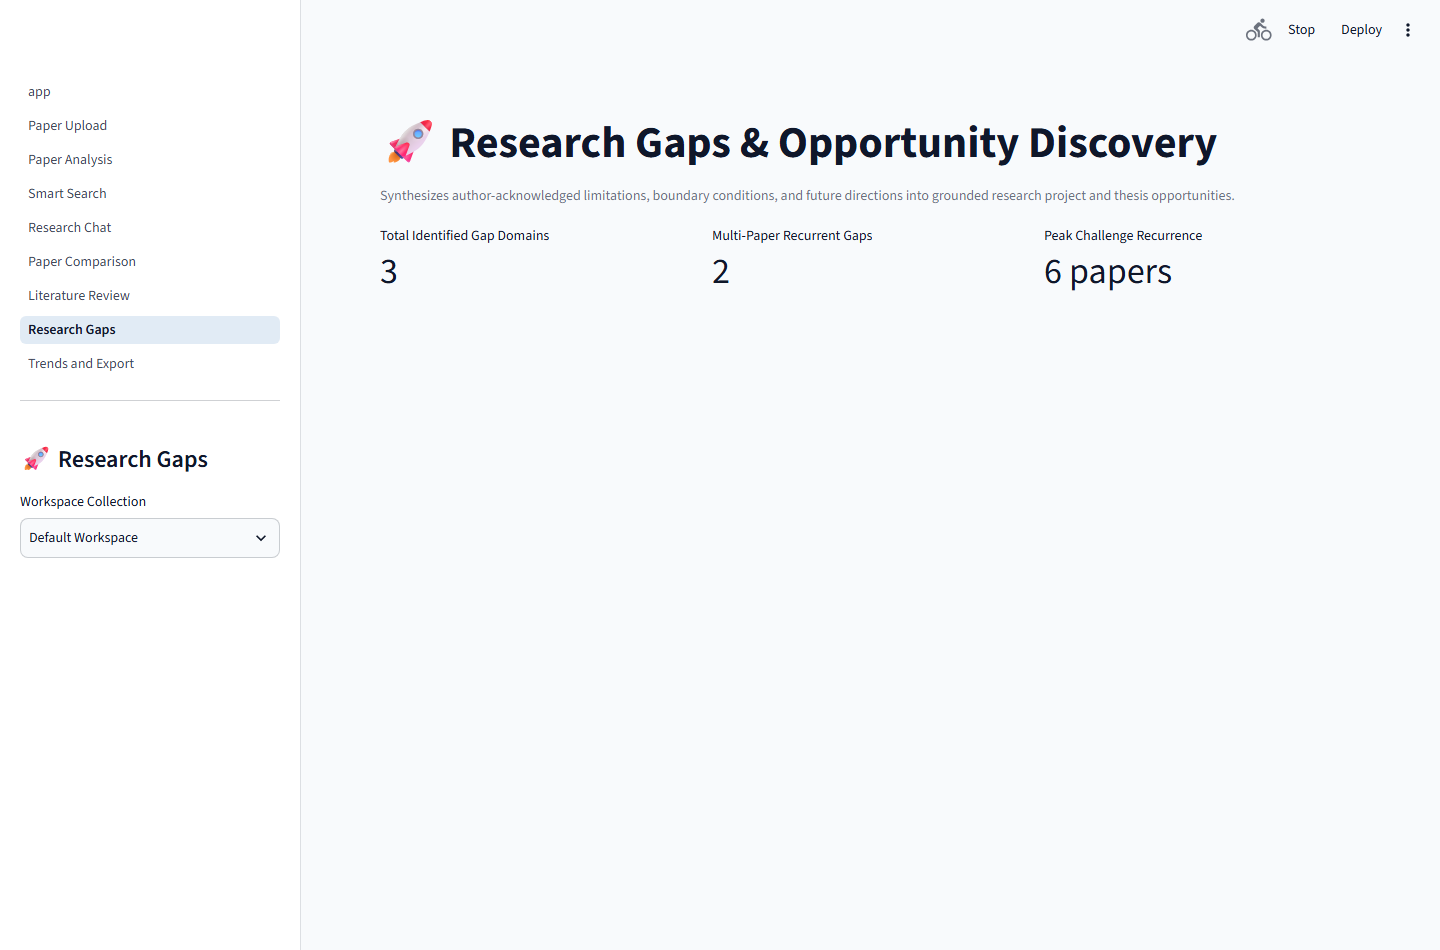 Stop
Deploy
app
Paper Upload
Paper Analysis
Smart Search
Research Chat
Paper Comparison
Literature Review
Research Gaps
Trends and Export
🚀 Research Gaps
Workspace Collection
Default Workspace
🚀 Research Gaps & Opportunity Discovery
Synthesizes author-acknowledged limitations, boundary conditions, and future directions into grounded research project and thesis opportunities.
Total Identified Gap Domains
3
Multi-Paper Recurrent Gaps
2
Peak Challenge Recurrence
6 papers